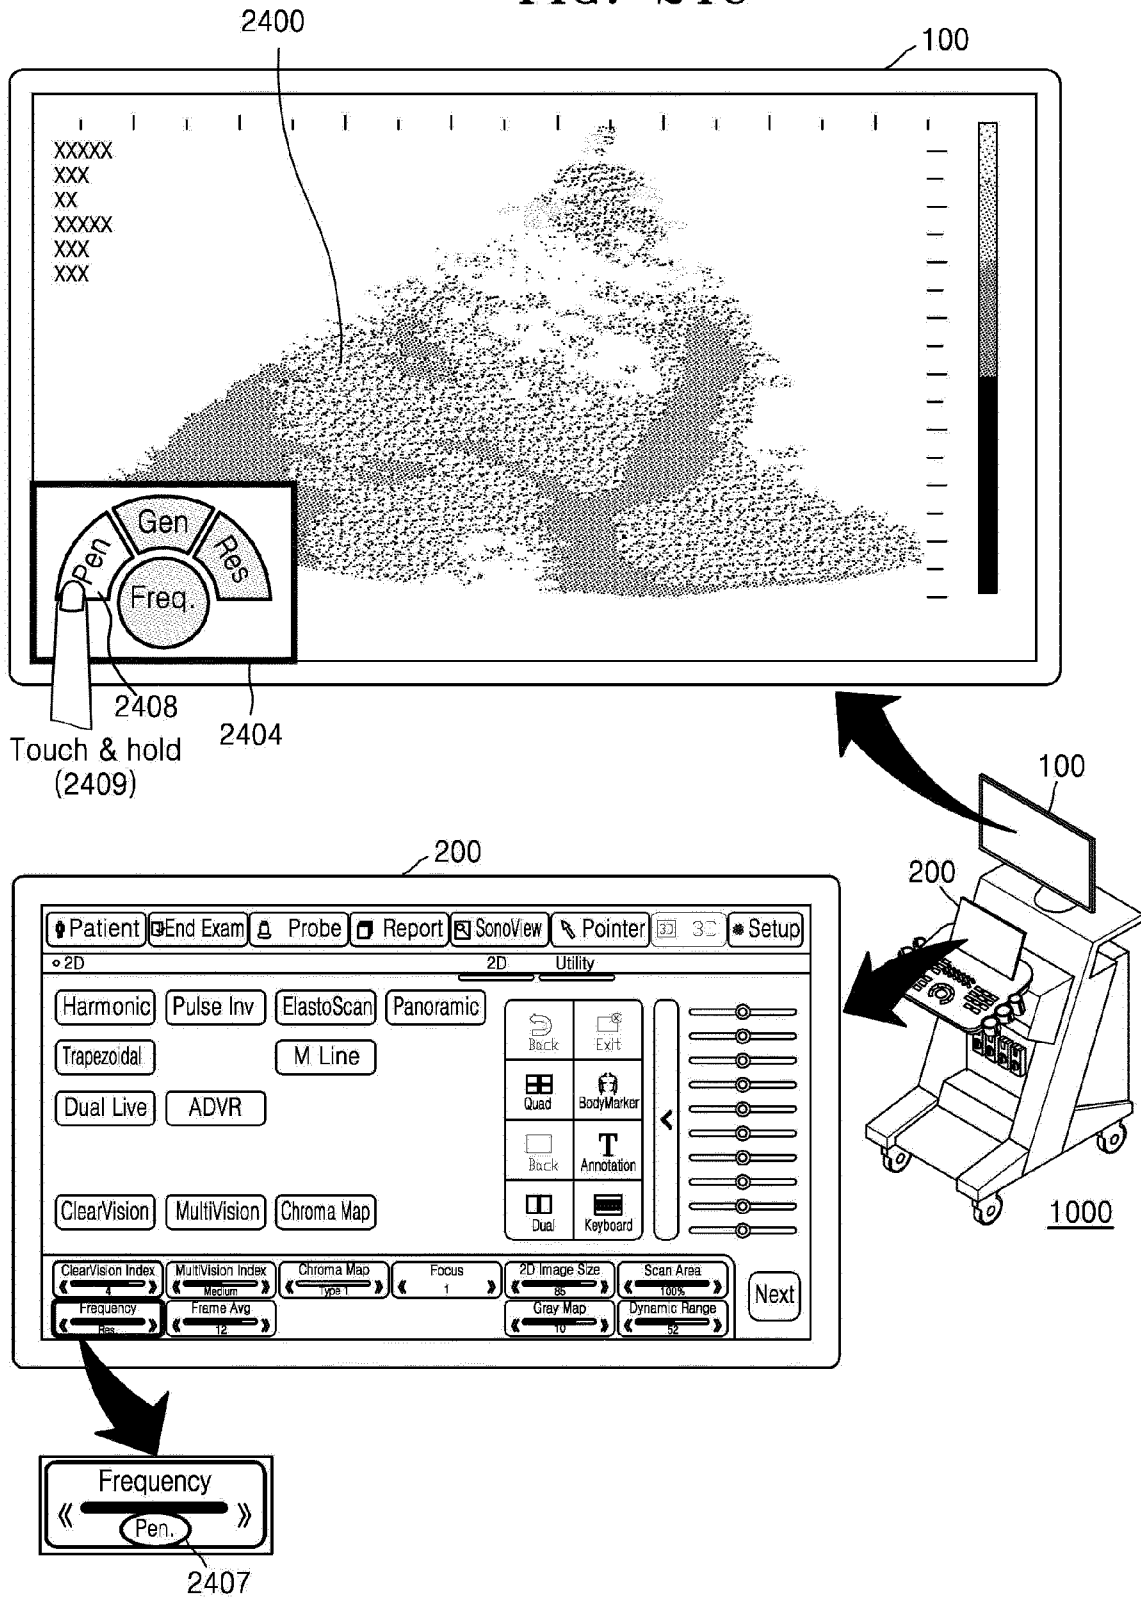 2400
100
XXXXX
XXX
XX
XXXXX
XXX
XXX
Pen
Gen
Res
Freq.
2408
2404
Touch & hold
(2409)
100
200
1000
200
Patient End Exam Probe Report SonoView Pointer 3D 3D Setup
2D 2D Utility
Harmonic Pulse Inv ElastoScan Panoramic
Trapezoidal M Line
Dual Live ADVR
ClearVision MultiVision Chroma Map
Back Exit
Quad BodyMarker
Back Annotation
Dual Keyboard
ClearVision Index MultiVision Index Chroma Map Focus 2D Image Size Scan Area
4 Medium Type 1 1 85 100%
Frequency Frame Avg Gray Map Dynamic Range
Res. 12 10 52
Next
Frequency
Pen.
2407